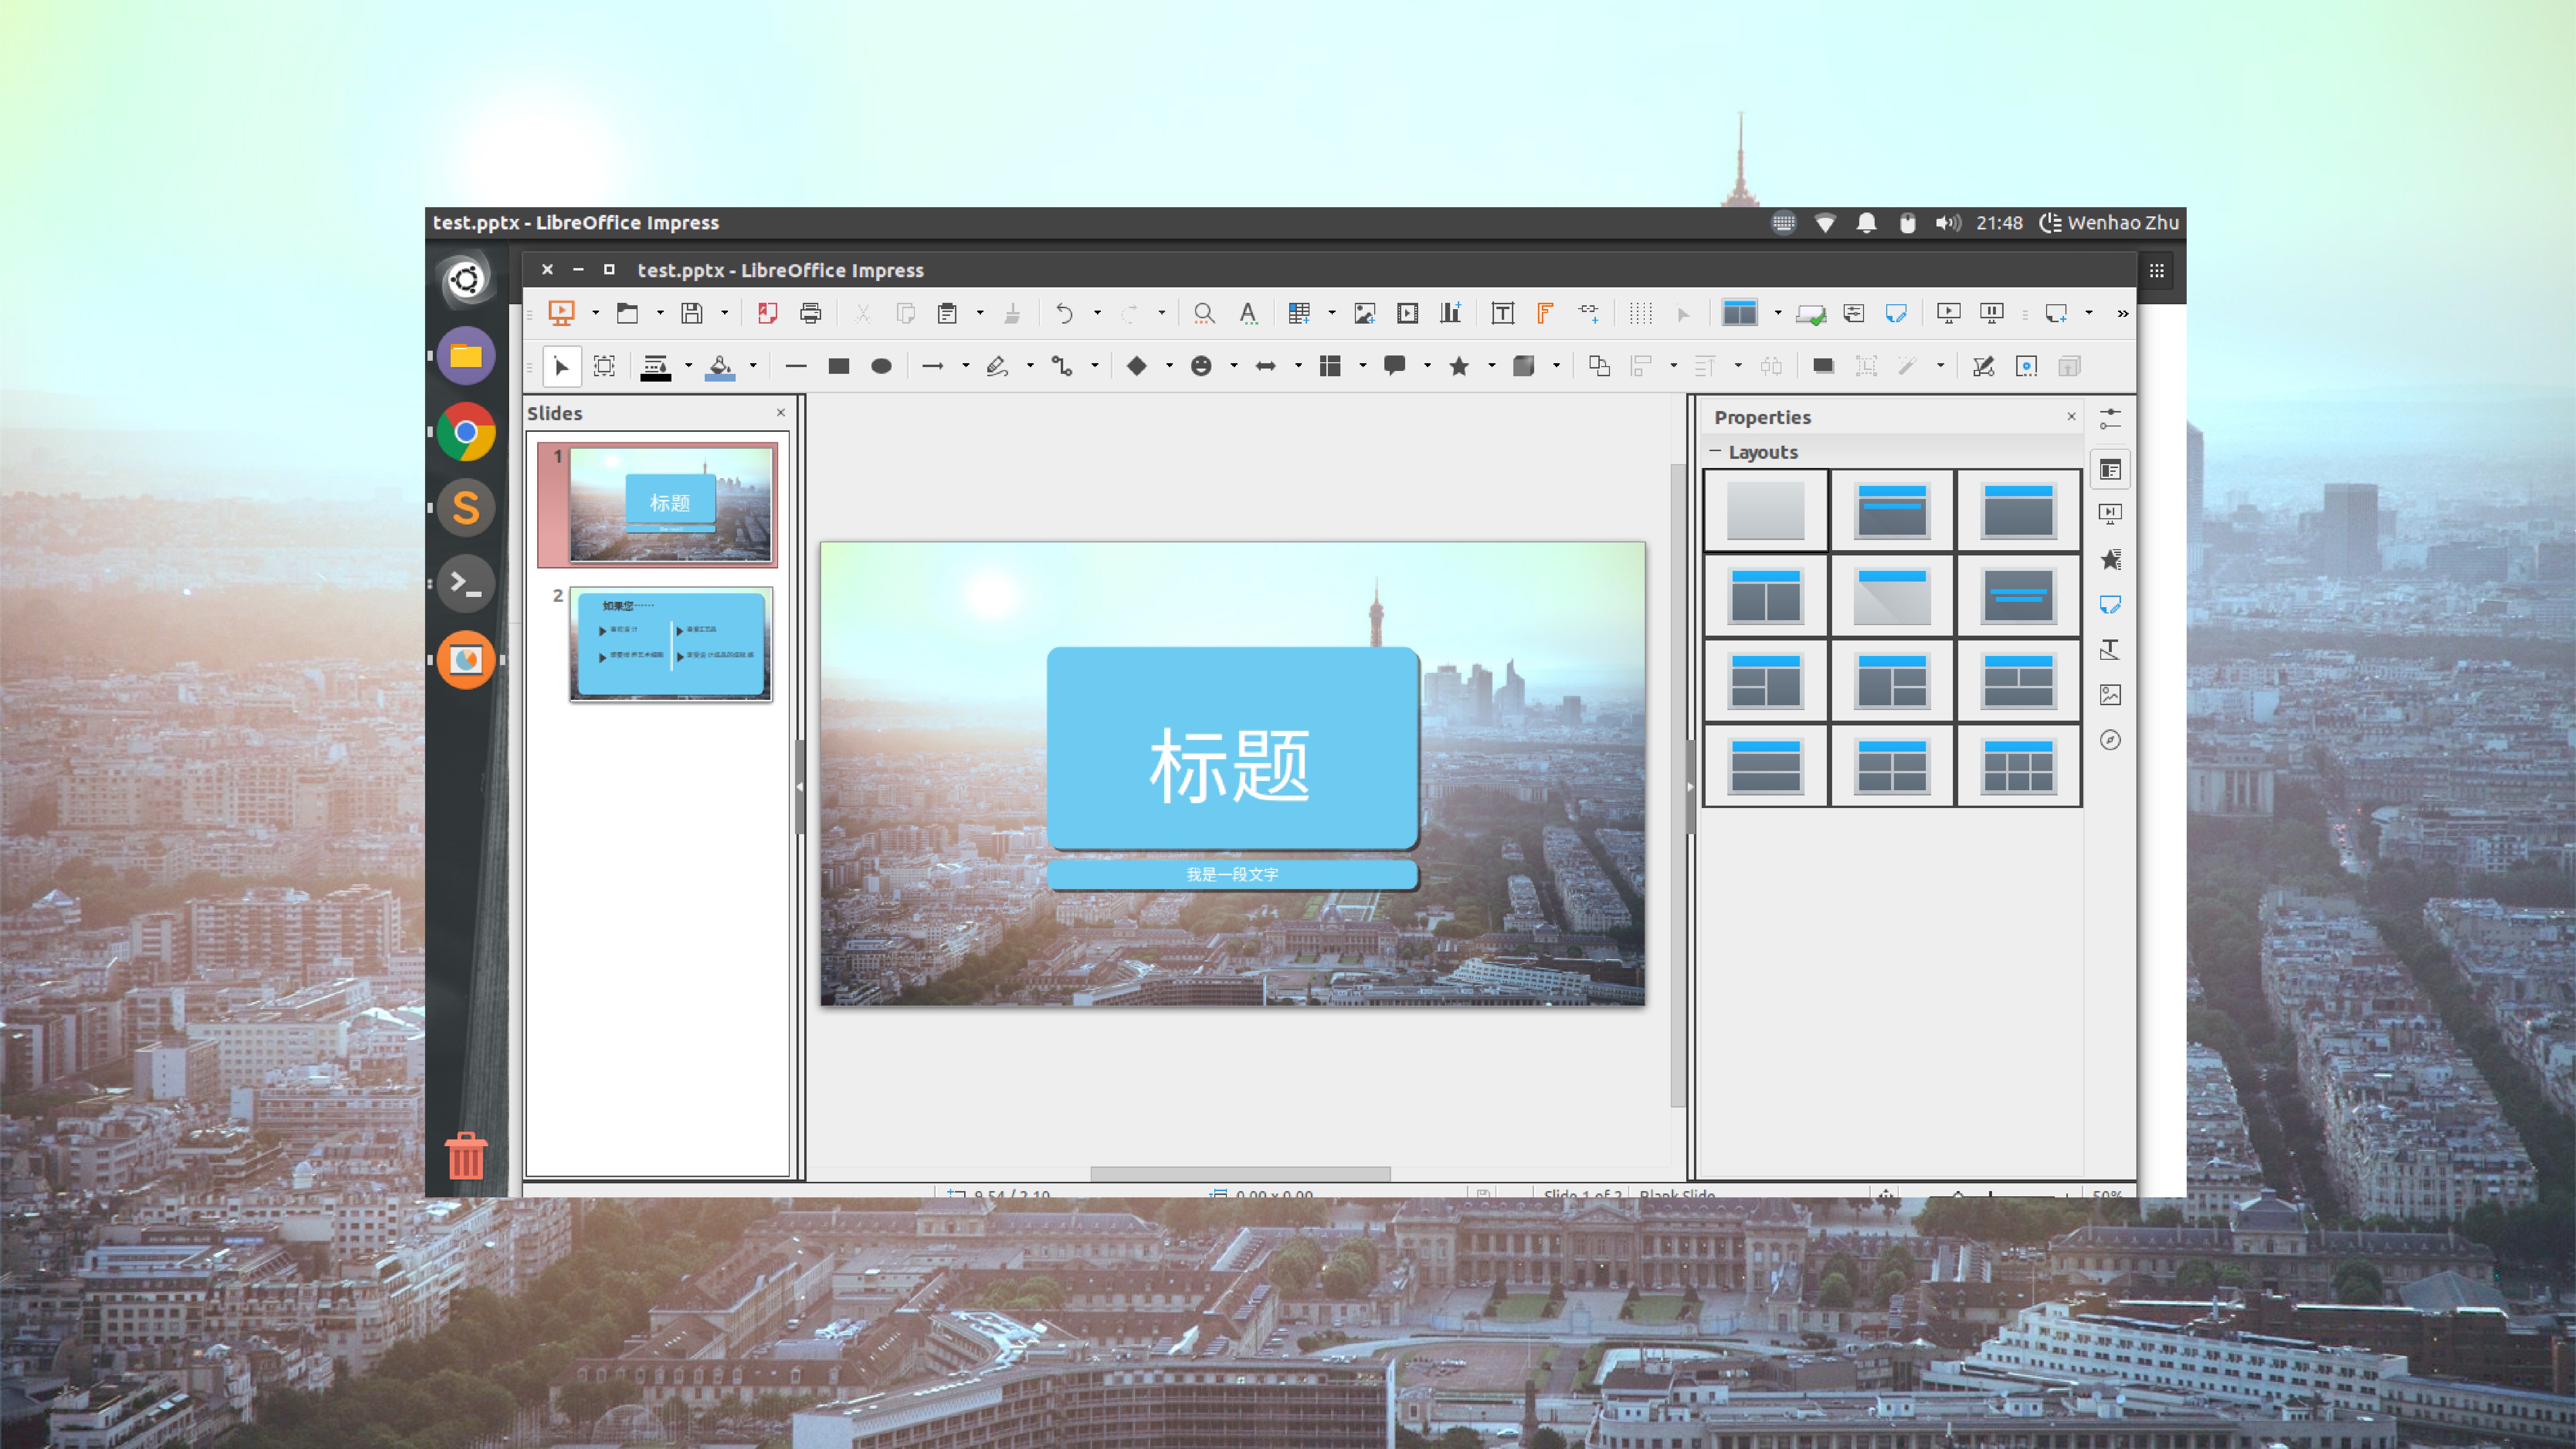 test.pptx - LibreOffice Impress
21:48
Wenhao Zhu
test.pptx - LibreOffice Impress
Slides
1
标题
2
如果您……
标题
我是一段文字
Properties
Layouts
9.54 / 2.10
0.00 x 0.00
Slide 1 of 2
Blank Slide
50%